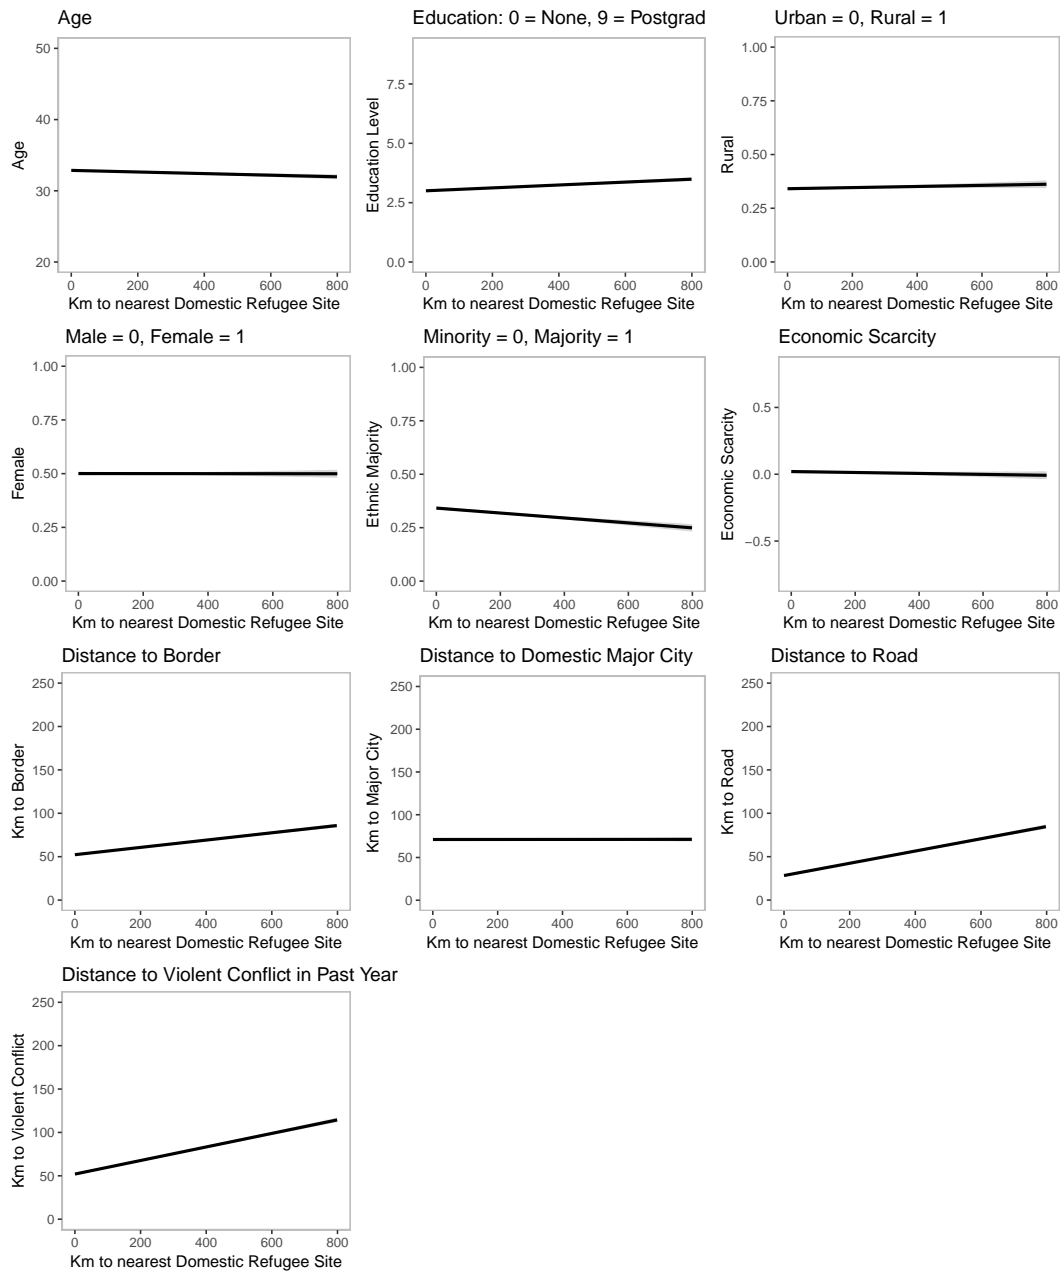 Age
50
40
30
20
Age
0 200 400 600 800
Km to nearest Domestic Refugee Site
Education: 0 = None, 9 = Postgrad
7.5
5.0
2.5
0.0
Education Level
0 200 400 600 800
Km to nearest Domestic Refugee Site
Urban = 0, Rural = 1
1.00
0.75
0.50
0.25
0.00
Rural
0 200 400 600 800
Km to nearest Domestic Refugee Site
Male = 0, Female = 1
1.00
0.75
0.50
0.25
0.00
Female
0 200 400 600 800
Km to nearest Domestic Refugee Site
Minority = 0, Majority = 1
1.00
0.75
0.50
0.25
0.00
Ethnic Majority
0 200 400 600 800
Km to nearest Domestic Refugee Site
Economic Scarcity
0.5
0.0
−0.5
Economic Scarcity
0 200 400 600 800
Km to nearest Domestic Refugee Site
Distance to Border
250
200
150
100
50
0
Km to Border
0 200 400 600 800
Km to nearest Domestic Refugee Site
Distance to Domestic Major City
250
200
150
100
50
0
Km to Major City
0 200 400 600 800
Km to nearest Domestic Refugee Site
Distance to Road
250
200
150
100
50
0
Km to Road
0 200 400 600 800
Km to nearest Domestic Refugee Site
Distance to Violent Conflict in Past Year
250
200
150
100
50
0
Km to Violent Conflict
0 200 400 600 800
Km to nearest Domestic Refugee Site